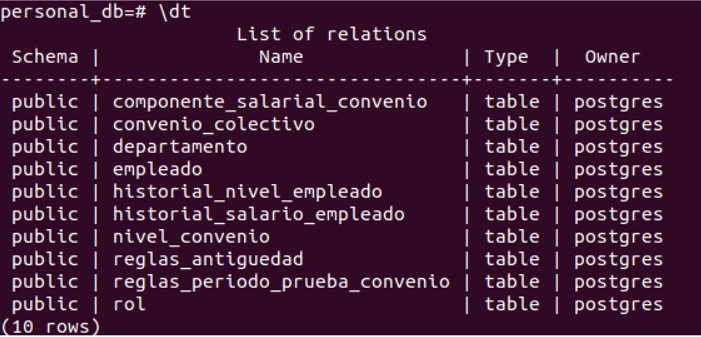 personal_db=# \dt
                         List of relations
 Schema |              Name               | Type  |  Owner
--------+---------------------------------+-------+----------
 public | componente_salarial_convenio    | table | postgres
 public | convenio_colectivo              | table | postgres
 public | departamento                    | table | postgres
 public | empleado                        | table | postgres
 public | historial_nivel_empleado        | table | postgres
 public | historial_salario_empleado      | table | postgres
 public | nivel_convenio                  | table | postgres
 public | reglas_antiguedad               | table | postgres
 public | reglas_periodo_prueba_convenio  | table | postgres
 public | rol                             | table | postgres
(10 rows)